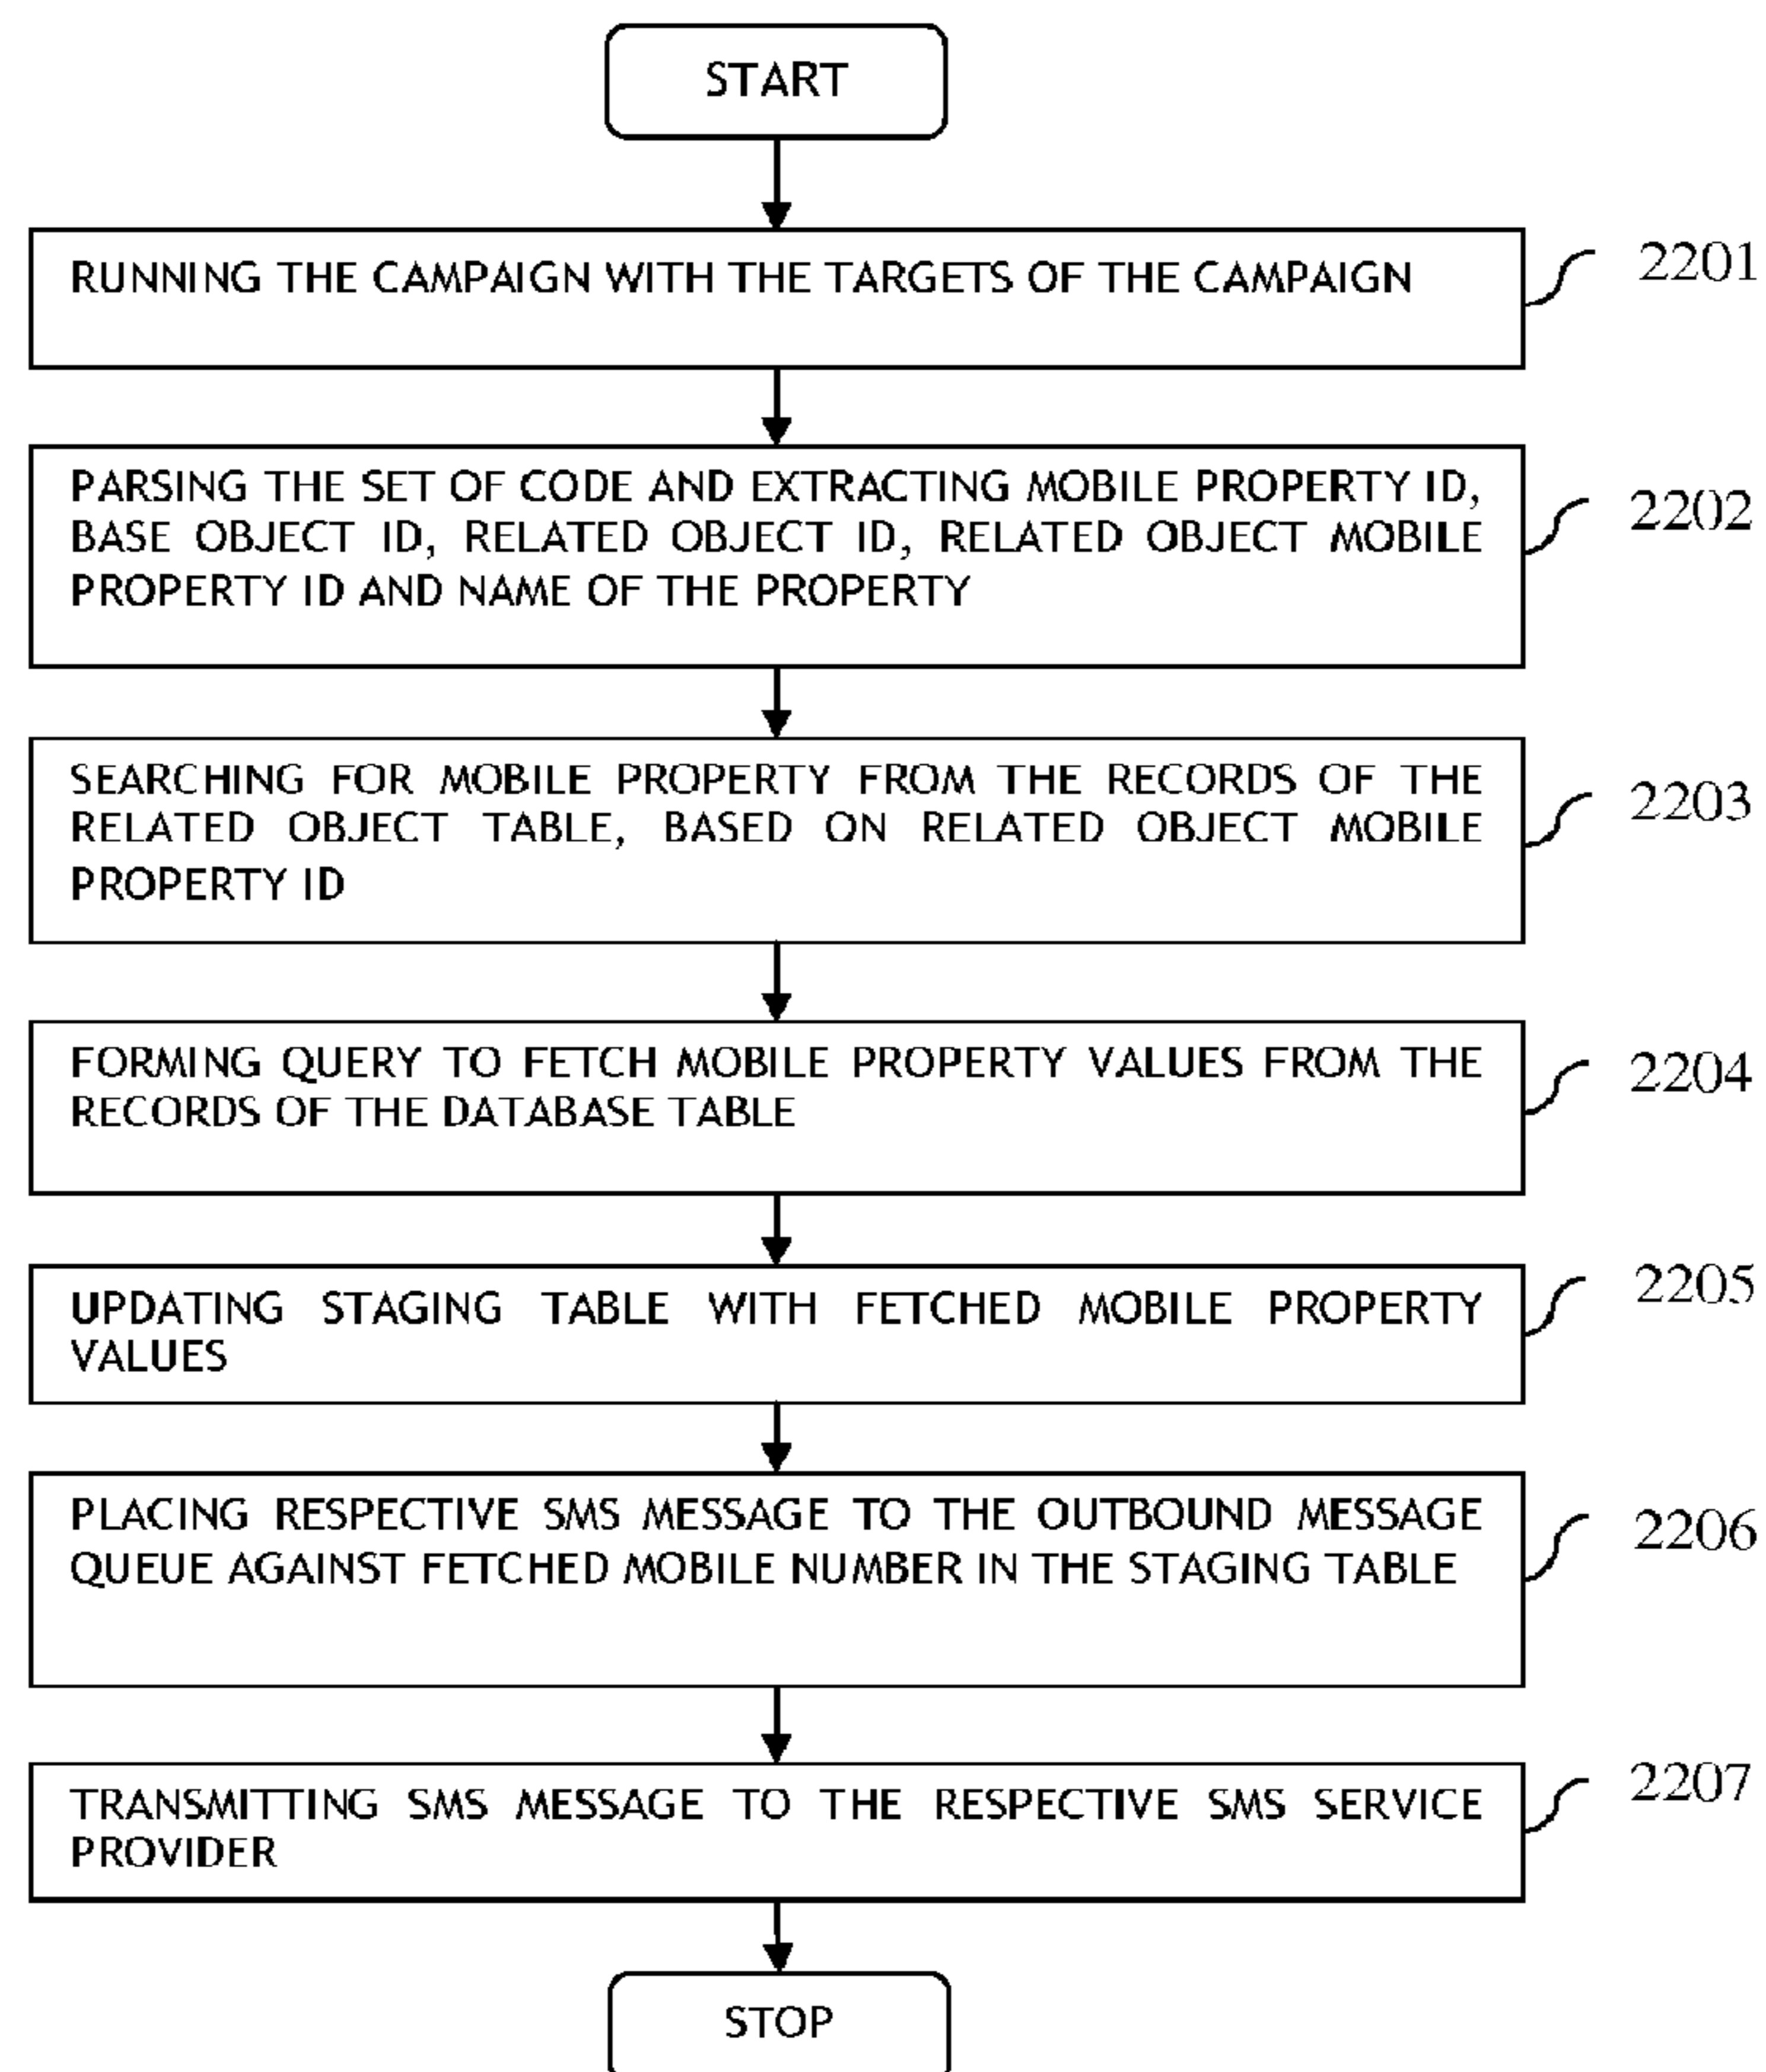 START
RUNNING THE CAMPAIGN WITH THE TARGETS OF THE CAMPAIGN
2201
PARSING THE SET OF CODE AND EXTRACTING MOBILE PROPERTY ID,
BASE OBJECT ID, RELATED OBJECT ID, RELATED OBJECT MOBILE
PROPERTY ID AND NAME OF THE PROPERTY
2202
SEARCHING FOR MOBILE PROPERTY FROM THE RECORDS OF THE
RELATED OBJECT TABLE, BASED ON RELATED OBJECT MOBILE
PROPERTY ID
2203
FORMING QUERY TO FETCH MOBILE PROPERTY VALUES FROM THE
RECORDS OF THE DATABASE TABLE
2204
UPDATING STAGING TABLE WITH FETCHED MOBILE PROPERTY
VALUES
2205
PLACING RESPECTIVE SMS MESSAGE TO THE OUTBOUND MESSAGE
QUEUE AGAINST FETCHED MOBILE NUMBER IN THE STAGING TABLE
2206
TRANSMITTING SMS MESSAGE TO THE RESPECTIVE SMS SERVICE
PROVIDER
2207
STOP